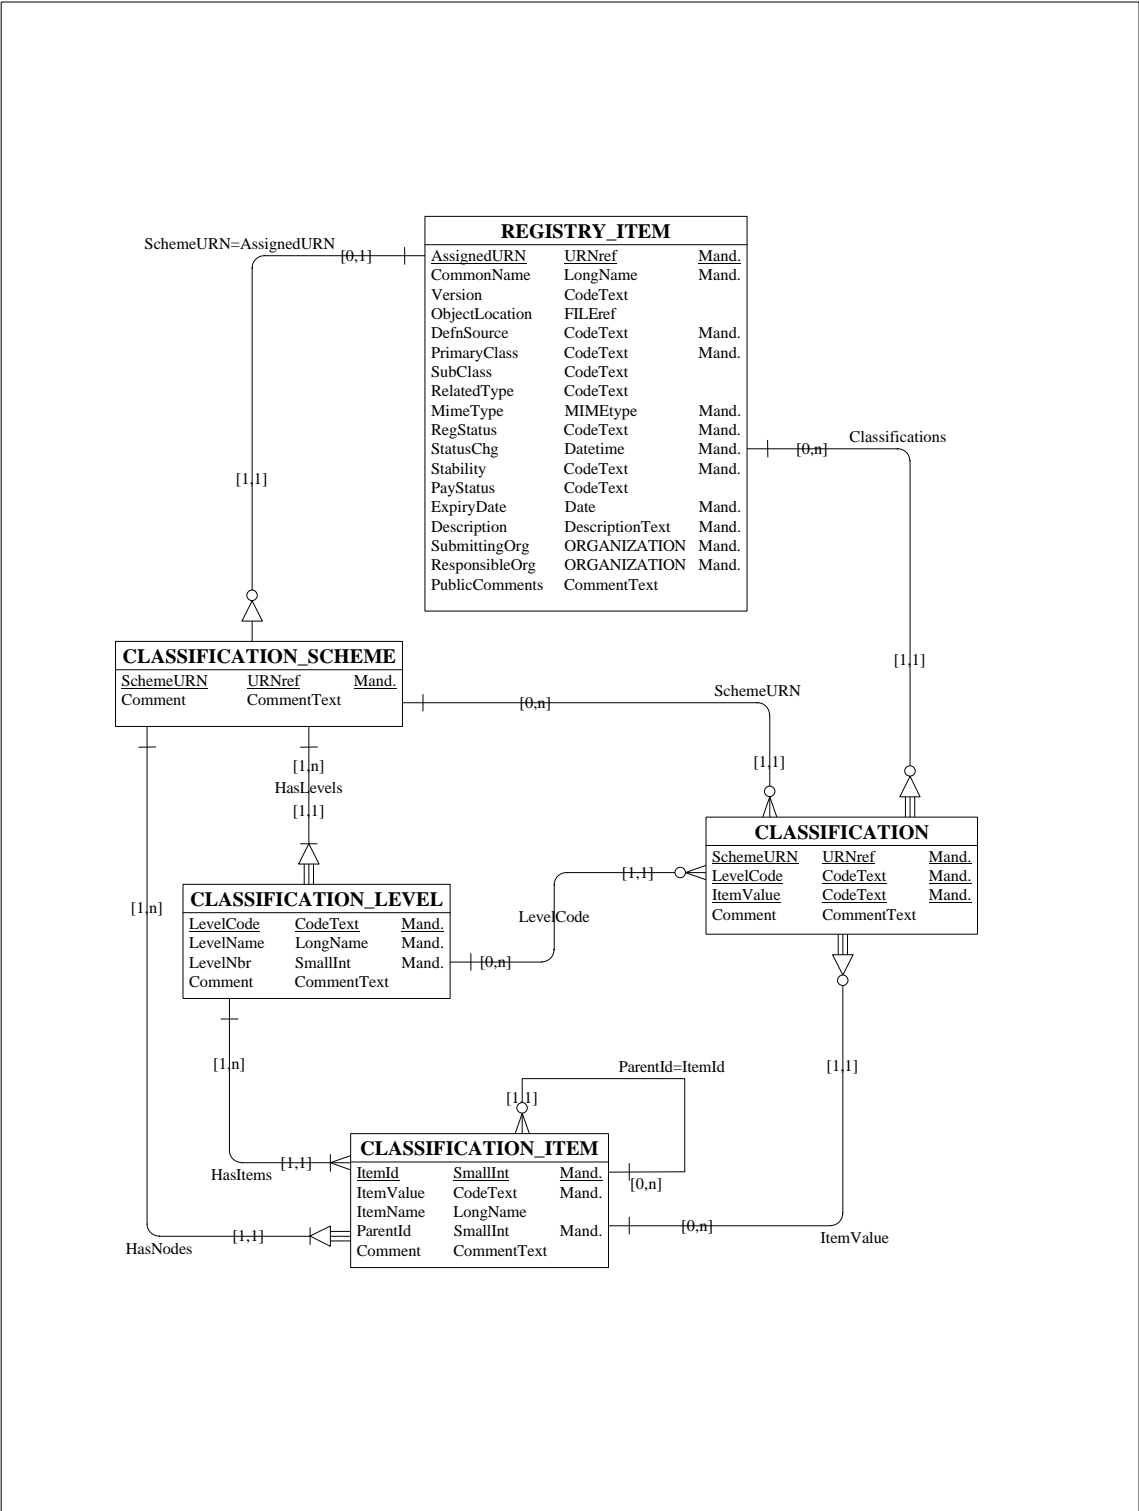 REGISTRY_ITEM
SchemeURN=AssignedURN
[0,1]
AssignedURN URNref Mand.
CommonName LongName Mand.
Version CodeText
ObjectLocation FILEref
DefnSource CodeText Mand.
PrimaryClass CodeText Mand.
SubClass CodeText
RelatedType CodeText
MimeType MIMEtype Mand.
RegStatus CodeText Mand.
StatusChg Datetime Mand.
Stability CodeText Mand.
PayStatus CodeText
ExpiryDate Date Mand.
Description DescriptionText Mand.
SubmittingOrg ORGANIZATION Mand.
ResponsibleOrg ORGANIZATION Mand.
PublicComments CommentText
Classifications
[0,n]
[1,1]
[1,1]
CLASSIFICATION_SCHEME
SchemeURN URNref Mand.
Comment CommentText
SchemeURN
[0,n]
[1,1]
[1,n]
HasLevels
[1,1]
CLASSIFICATION
SchemeURN URNref Mand.
LevelCode CodeText Mand.
ItemValue CodeText Mand.
Comment CommentText
[1,1]
LevelCode
[0,n]
CLASSIFICATION_LEVEL
LevelCode CodeText Mand.
LevelName LongName Mand.
LevelNbr SmallInt Mand.
Comment CommentText
[1,n]
[1,n]
[1,1]
ParentId=ItemId
[1,1]
CLASSIFICATION_ITEM
ItemId SmallInt Mand.
ItemValue CodeText Mand.
ItemName LongName
ParentId SmallInt Mand.
Comment CommentText
[0,n]
[1,1]
HasItems
[1,1]
HasNodes
[0,n]
ItemValue